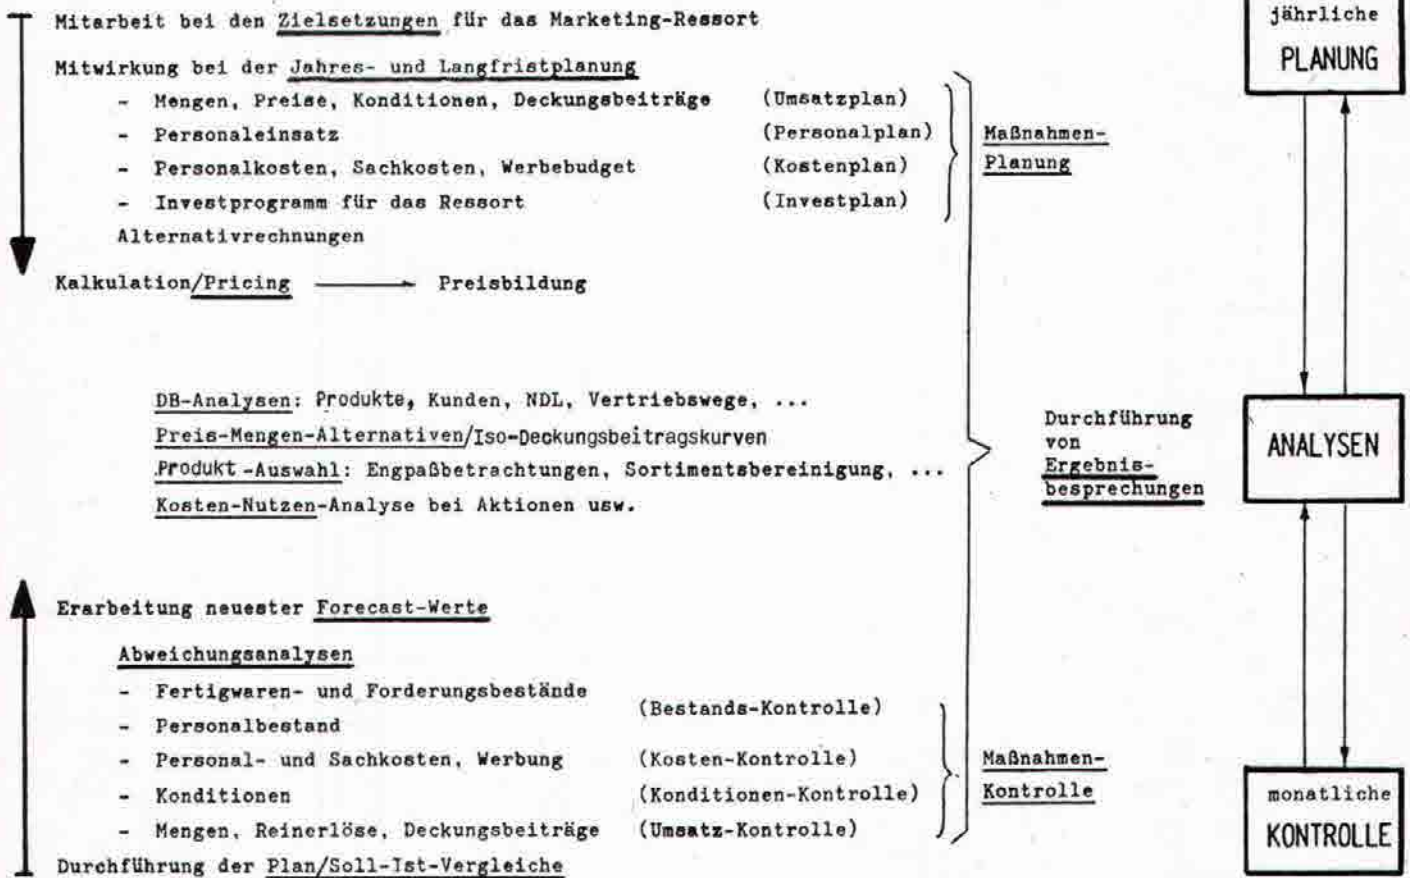 Mitarbeit bei den Zielsetzungen für das Marketing-Ressort
Mitwirkung bei der Jahres- und Langfristplanung
- Mengen, Preise, Konditionen, Deckungsbeiträge (Umsatzplan)
- Personaleinsatz (Personalplan)
- Personalkosten, Sachkosten, Werbebudget (Kostenplan)
- Investprogramm für das Ressort (Investplan)
Alternativrechnungen
Kalkulation/Pricing Preisbildung
Maßnahmen-
Planung
DB-Analysen: Produkte, Kunden, NDL, Vertriebswege, ...
Preis-Mengen-Alternativen/Iso-Deckungsbeitragskurven
Produkt-Auswahl: Engpaßbetrachtungen, Sortimentsbereinigung, ...
Kosten-Nutzen-Analyse bei Aktionen usw.
Durchführung
von
Ergebnis-
besprechungen
Erarbeitung neuester Forecast-Werte
Abweichungsanalysen
- Fertigwaren- und Forderungsbestände
- Personalbestand
(Bestands-Kontrolle)
- Personal- und Sachkosten, Werbung (Kosten-Kontrolle)
- Konditionen (Konditionen-Kontrolle)
- Mengen, Reinerlöse, Deckungsbeiträge (Umsatz-Kontrolle)
Durchführung der Plan/Soll-Ist-Vergleiche
Maßnahmen-
Kontrolle
jährliche
PLANUNG
ANALYSEN
monatliche
KONTROLLE